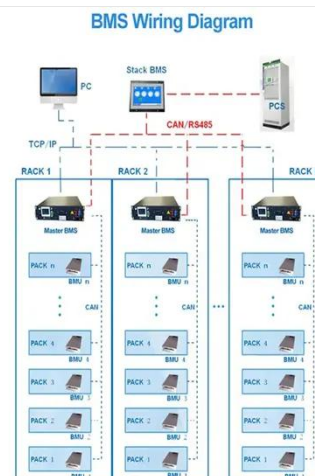 BMS Wiring Diagram
Stack BMS
PC
PCS
CAN/RS485
TCP/IP
RACK 1
RACK 2
RACK
Master BMS
Master BMS
Master BMS
PACK n
PACK n
PACK n
BMU n
BMU n
BMU n
CAN
CAN
CAN
PACK 4
PACK 4
PACK 4
BMU 4
BMU 4
BMU 4
PACK 3
PACK 3
PACK 3
BMU 3
BMU 3
BMU 3
PACK 2
PACK 2
PACK 2
BMU 2
BMU 2
BMU 2
PACK 1
PACK 1
PACK 1